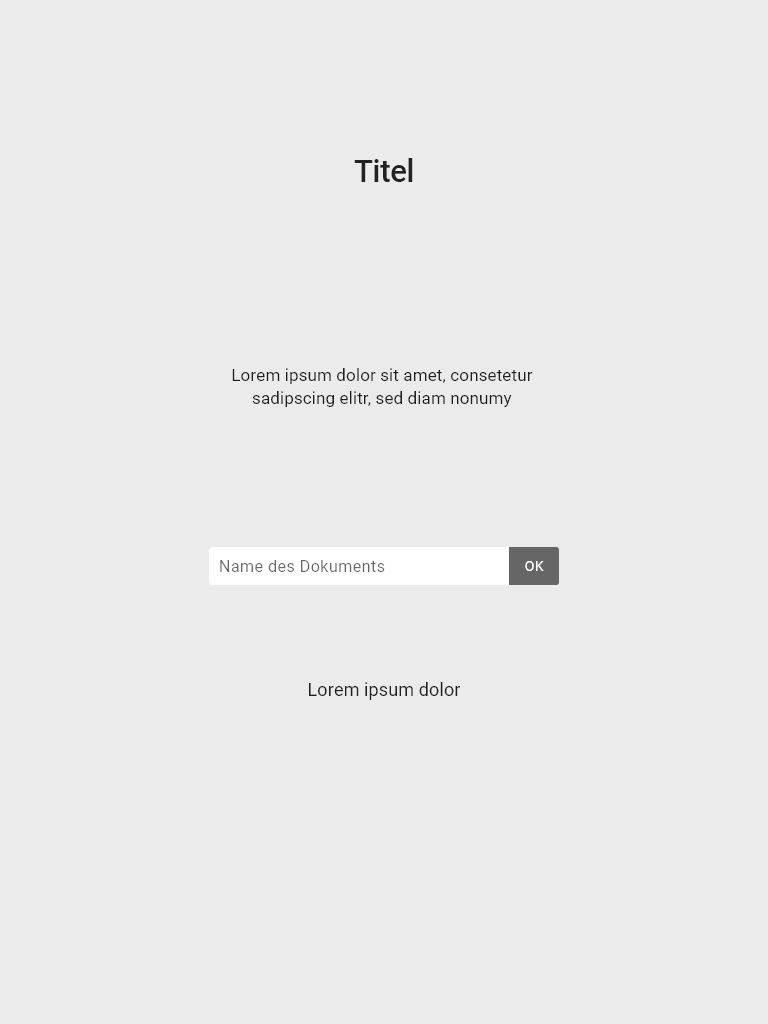 Titel
Lorem ipsum dolor sit amet, consetetur
sadipscing elitr, sed diam nonumy
Name des Dokuments
OK
Lorem ipsum dolor